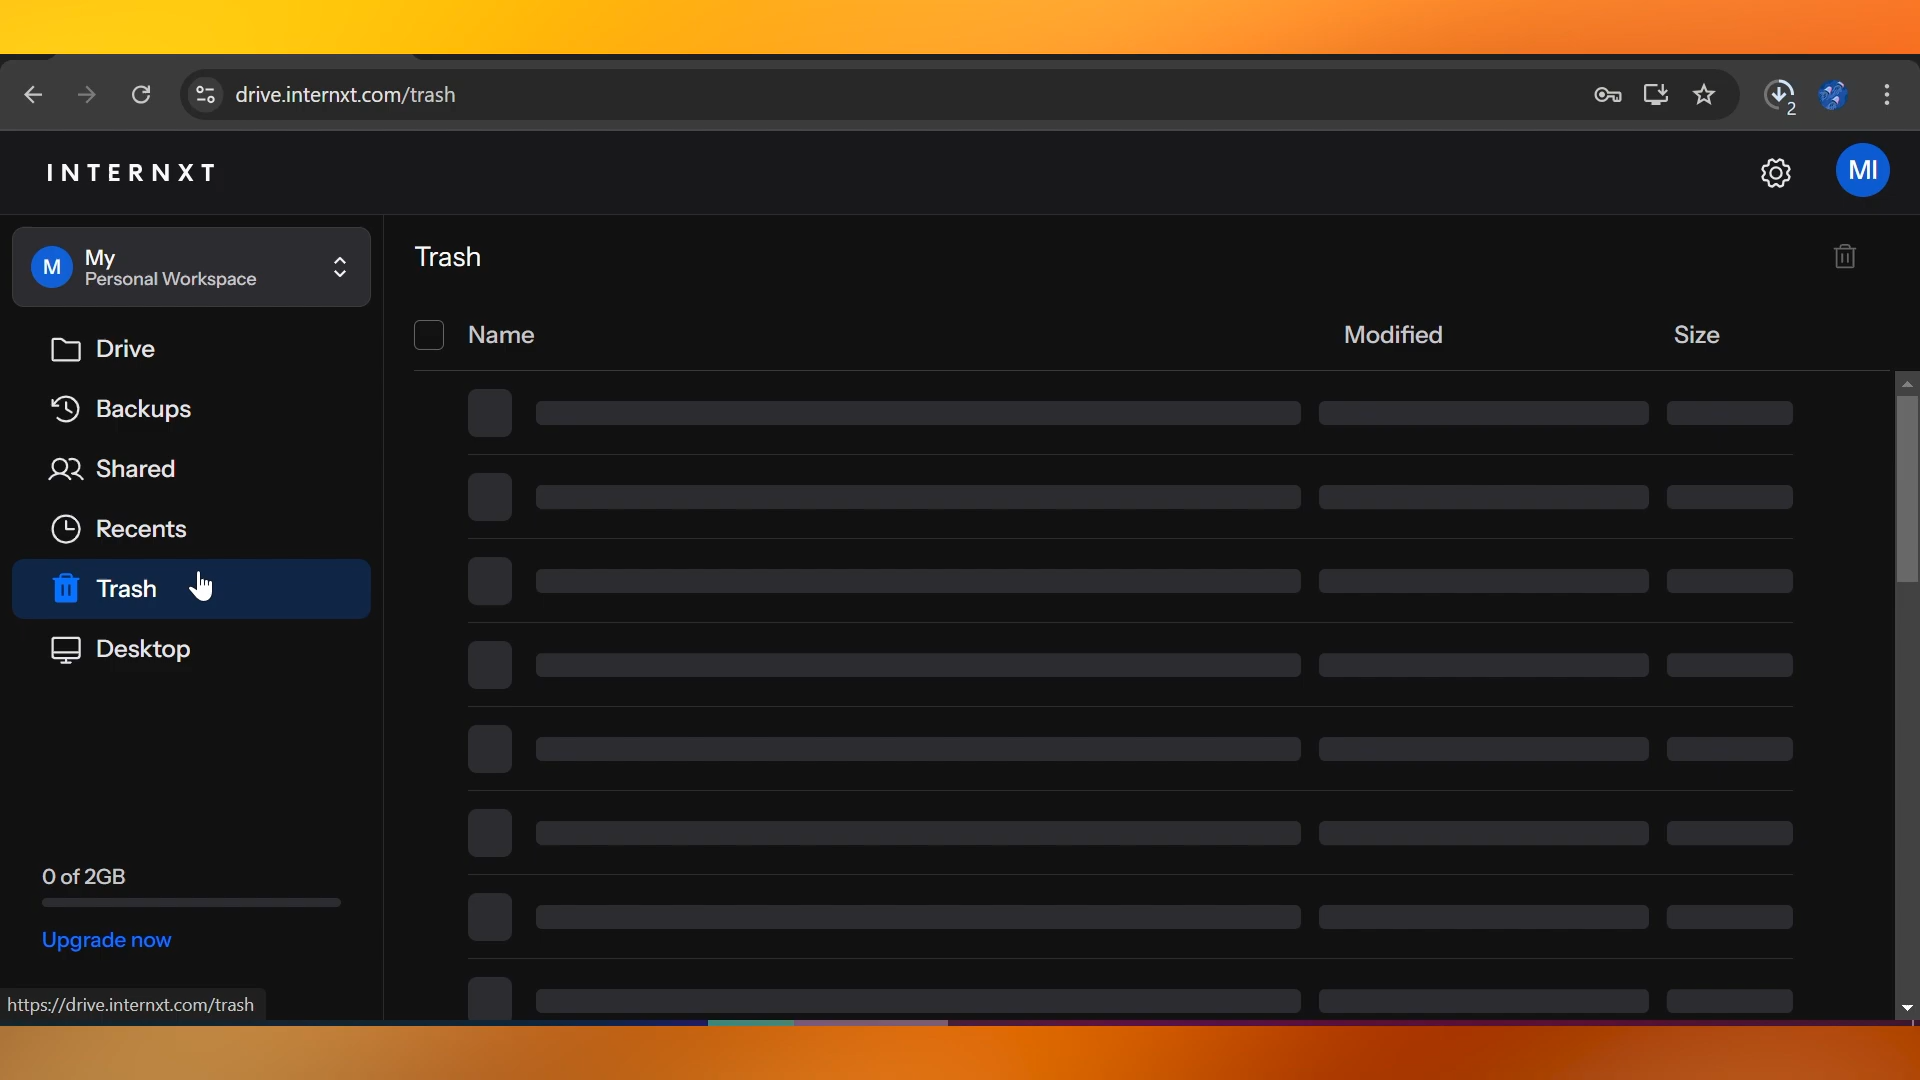 drive.internxt.com/trash
2
INTERNXT
MI
M
My
Personal Workspace
Trash
Name
Modified
Size
Drive
Backups
Shared
Recents
Trash
Desktop
0 of 2GB
Upgrade now
https://drive.internxt.com/trash